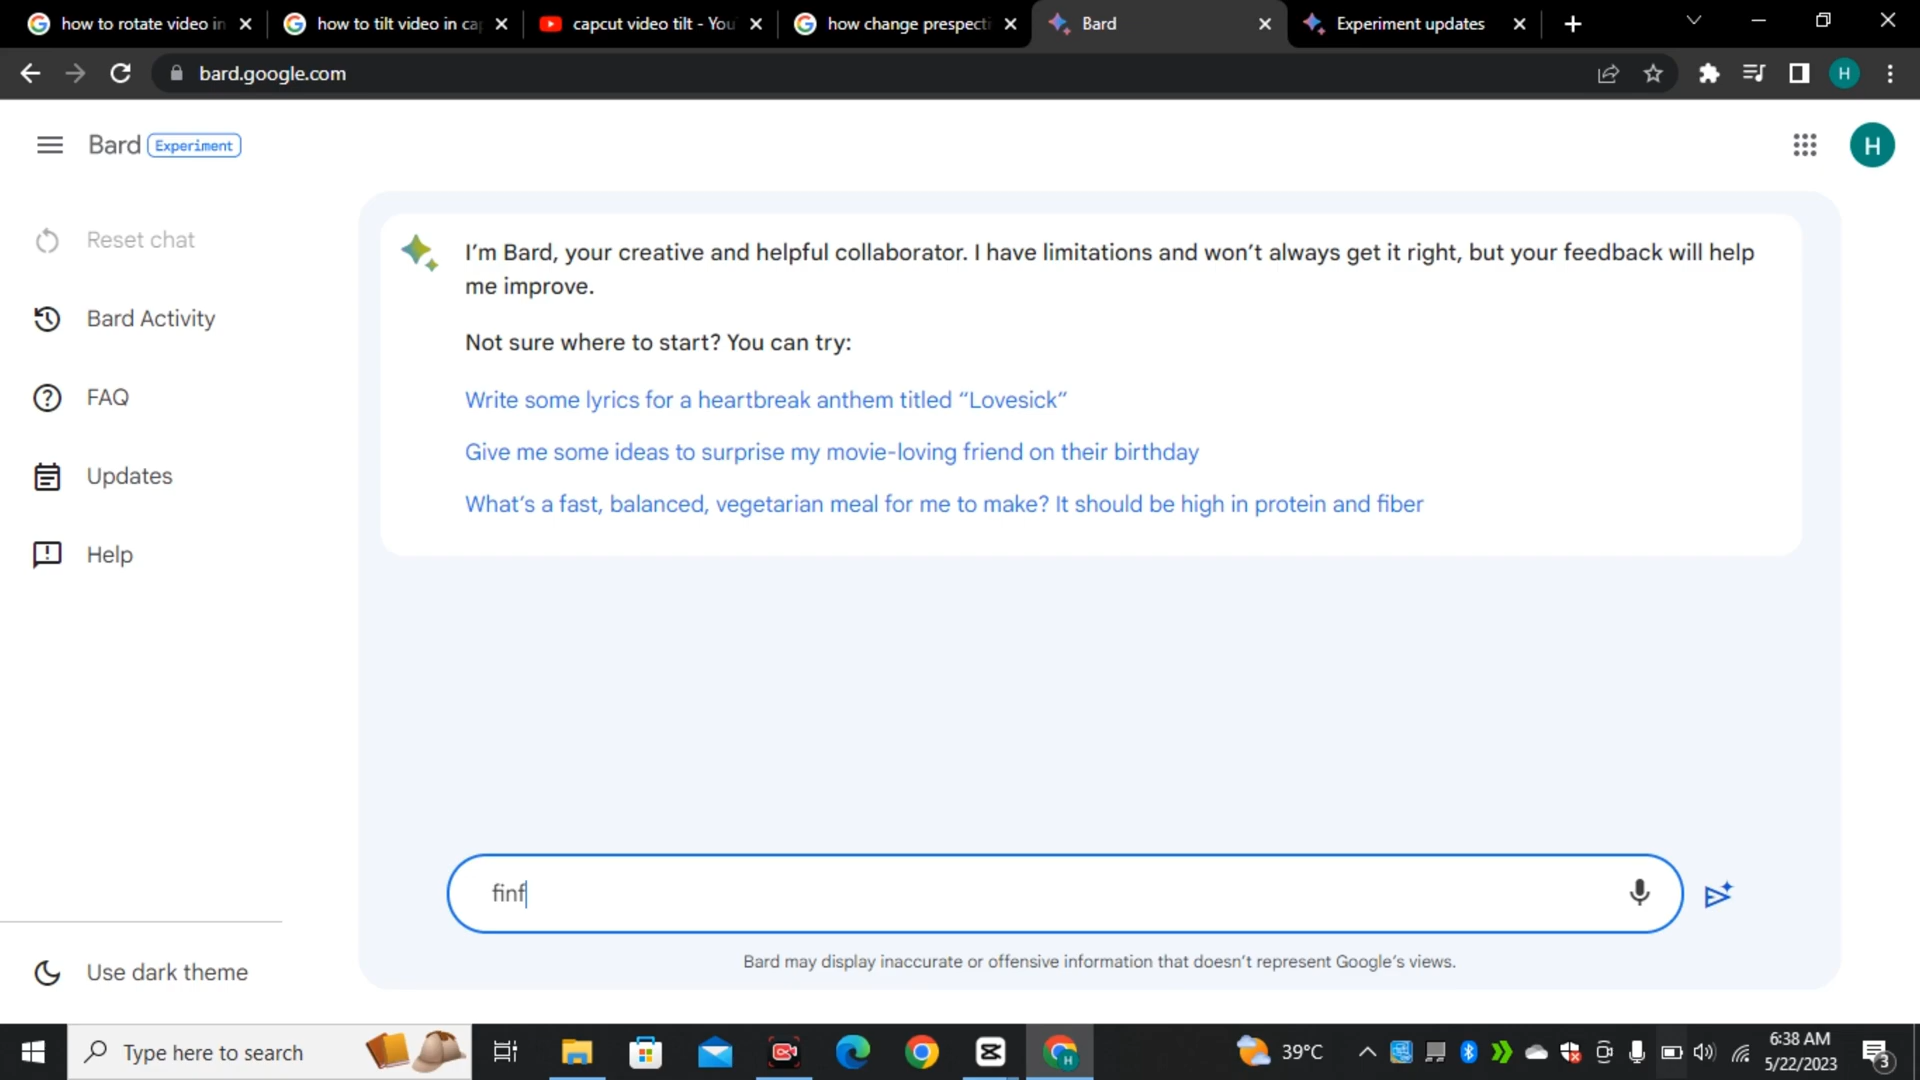 how to rotate video in
how to tilt video in ca
capcut video tilt - You
how change prespecti
Bard
Experiment updates
bard.google.com
H
Bard Experiment
H
Reset chat
Bard Activity
FAQ
Updates
Help
Use dark theme
I'm Bard, your creative and helpful collaborator. I have limitations and won't always get it right, but your feedback will help
me improve.
Not sure where to start? You can try:
Write some lyrics for a heartbreak anthem titled “Lovesick”
Give me some ideas to surprise my movie-loving friend on their birthday
What's a fast, balanced, vegetarian meal for me to make? It should be high in protein and fiber
finf
Bard may display inaccurate or offensive information that doesn't represent Google's views.
Type here to search
H
39°C
6:38 AM
5/22/2023
3